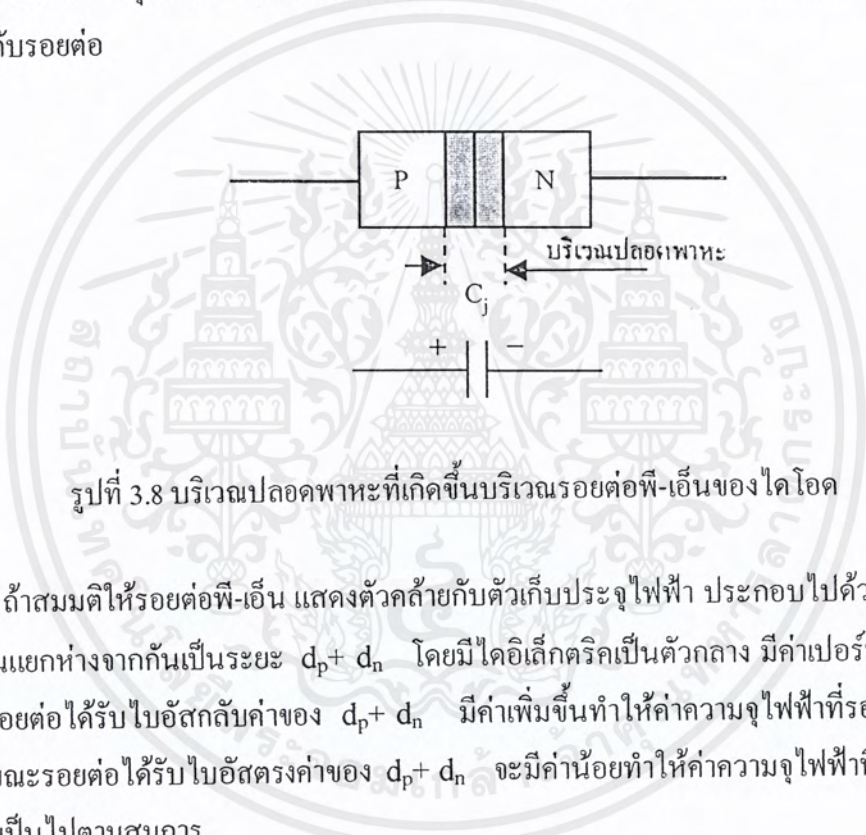 กับรอยต่อ
P N
บริเวณปลอดพาหะ
C_j
+ −
รูปที่ 3.8 บริเวณปลอดพาหะที่เกิดขึ้นบริเวณรอยต่อพี-เอ็นของไดโอด
ถ้าสมมติให้รอยต่อพี-เอ็น แสดงตัวคล้ายกับตัวเก็บประจุไฟฟ้า ประกอบไปด้ว
แยกห่างจากกันเป็นระยะ d_p+ d_n โดยมีไดอิเล็กตริคเป็นตัวกลาง มีค่าเปอร์
อยต่อได้รับไบอัสกลับค่าของ d_p+ d_n มีค่าเพิ่มขึ้นทำให้ค่าความจุไฟฟ้าที่รอ
ขณะรอยต่อได้รับไบอัสตรงค่าของ d_p+ d_n จะมีค่าน้อยทำให้ค่าความจุไฟฟ้าที่
เป็นไปตามสมการ